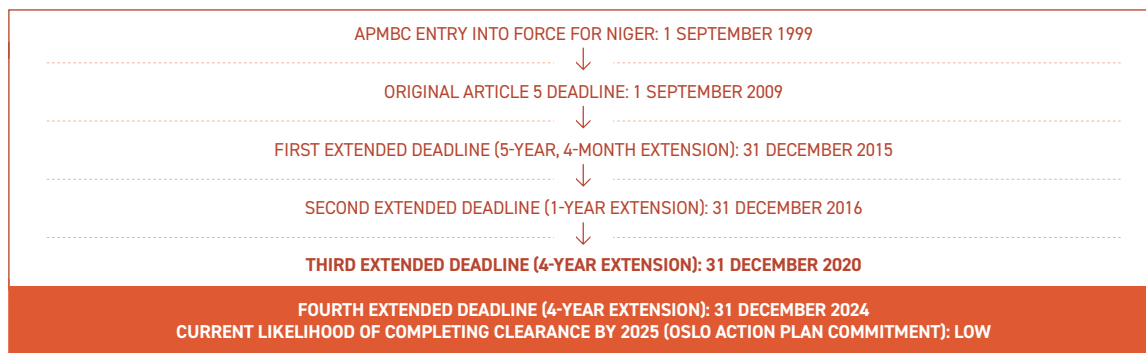 APMBC ENTRY INTO FORCE FOR NIGER: 1 SEPTEMBER 1999
ORIGINAL ARTICLE 5 DEADLINE: 1 SEPTEMBER 2009
FIRST EXTENDED DEADLINE (5-YEAR, 4-MONTH EXTENSION): 31 DECEMBER 2015
SECOND EXTENDED DEADLINE (1-YEAR EXTENSION): 31 DECEMBER 2016
THIRD EXTENDED DEADLINE (4-YEAR EXTENSION): 31 DECEMBER 2020
FOURTH EXTENDED DEADLINE (4-YEAR EXTENSION): 31 DECEMBER 2024
CURRENT LIKELIHOOD OF COMPLETING CLEARANCE BY 2025 (OSLO ACTION PLAN COMMITMENT): LOW